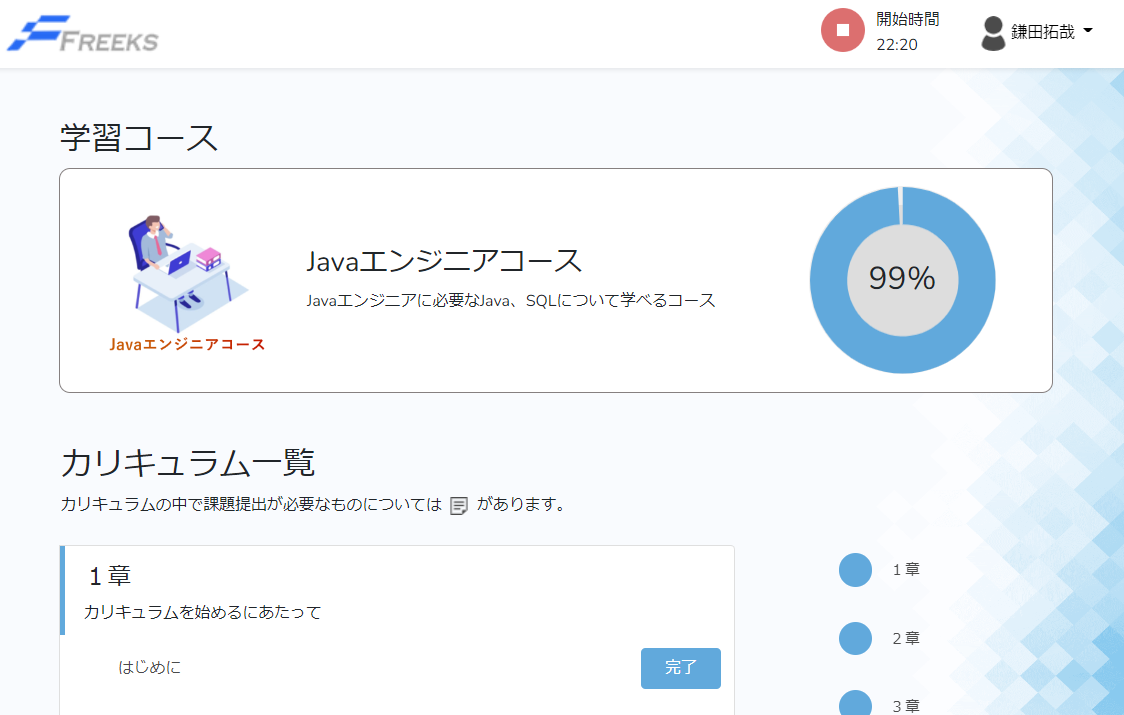 FREEKS
開始時間
22:20
鎌田拓哉
学習コース
Javaエンジニアコース
Javaエンジニアに必要なJava、SQLについて学べるコース
Javaエンジニアコース
99%
カリキュラム一覧
カリキュラムの中で課題提出が必要なものについては があります。
１章
カリキュラムを始めるにあたって
はじめに
完了
１章
２章
３章